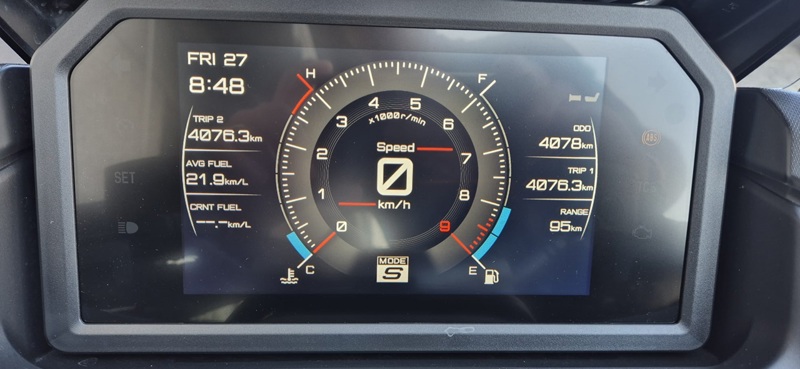 FRI 27
8:48
TRIP 2
4076.3km
AVG FUEL
21.9km/L
CRNT FUEL
--.-km/L
SET
H
F
0
1
2
3
4
5
6
7
8
9
x1000r/min
Speed
0
km/h
C
E
MODE
S
ODO
4078km
TRIP 1
4076.3km
RANGE
95km